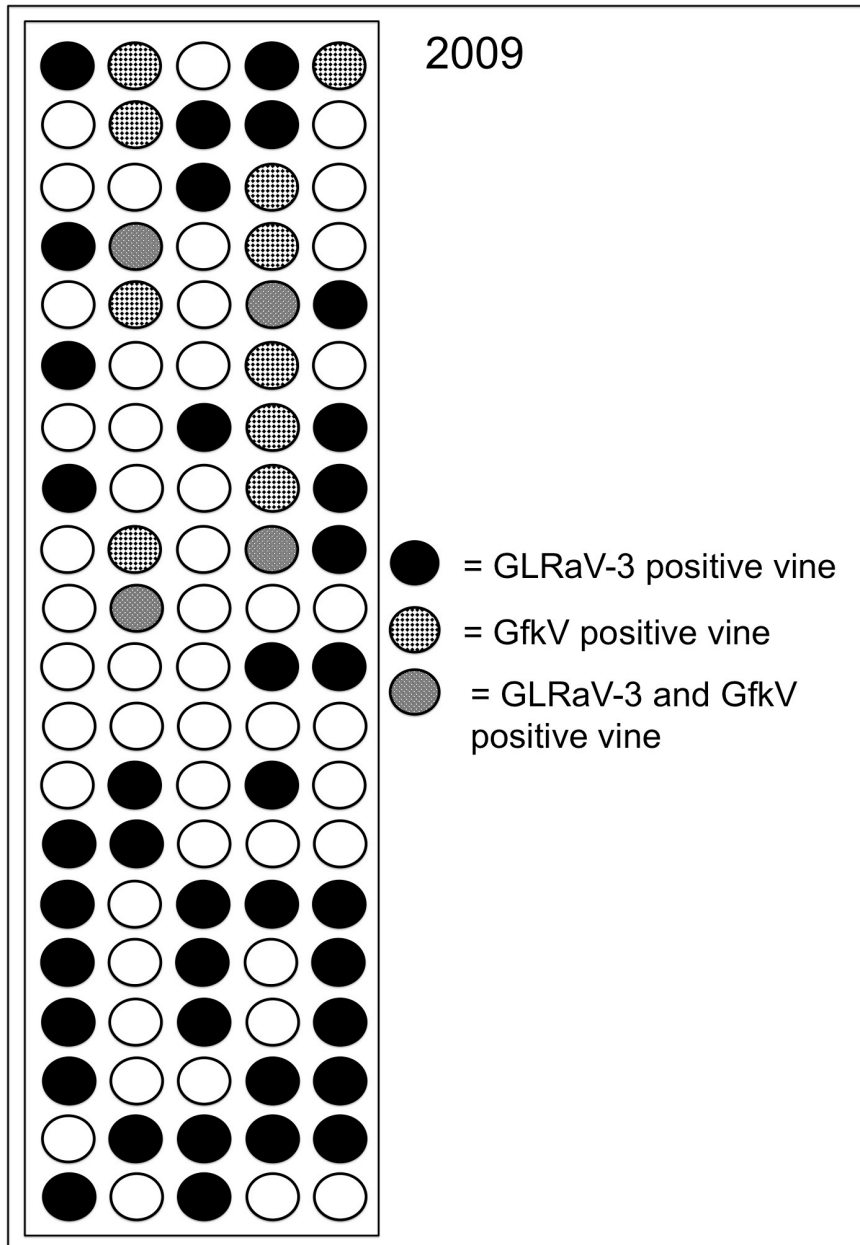 2009
= GLRaV-3 positive vine
= GfkV positive vine
= GLRaV-3 and GfkV
positive vine